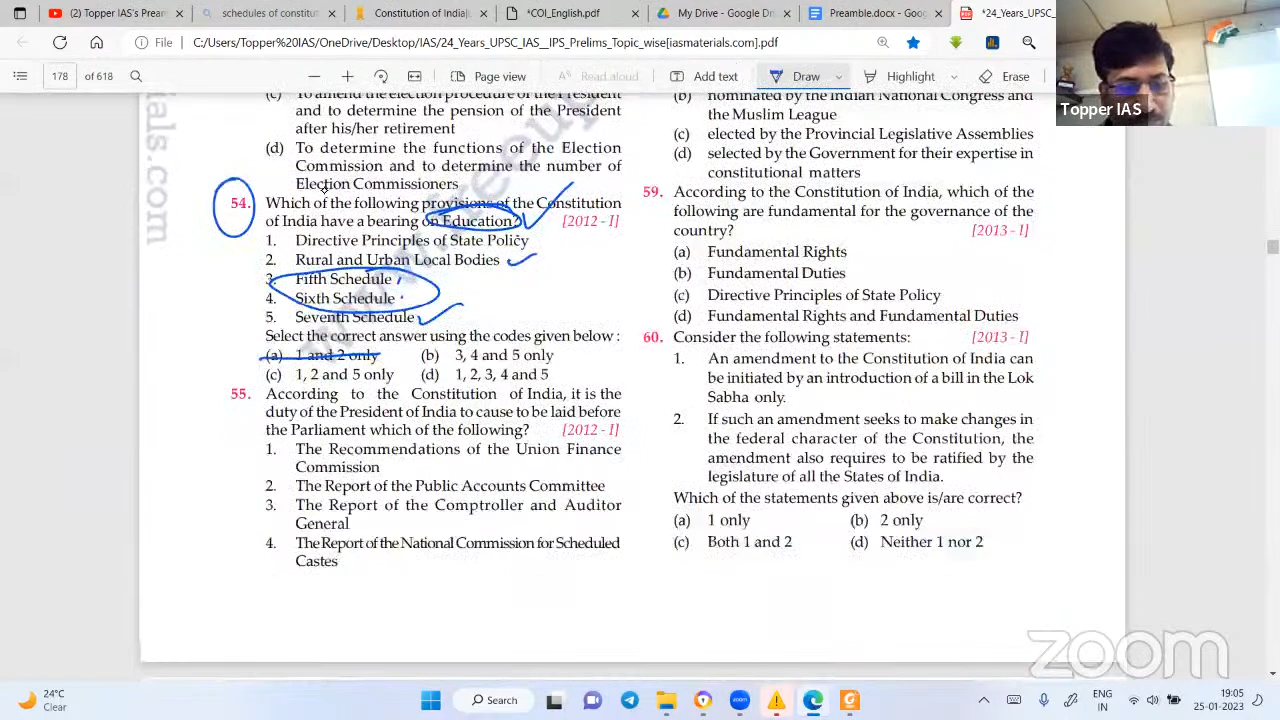 (2) Topper IAS's Preamb
schedules of constitut
Constitution of India.
*COL_English.pdf
My Drive - Google
Preamble.docx - Goog
*24_Years_UPSC_
File
C:/Users/Topper%20IAS/OneDrive/Desktop/IAS/24_Years_UPSC_IAS__IPS_Prelims_Topic_wise[iasmaterials.com].pdf
178 of 618
Page view
Read aloud
Add text
Draw
Highlight
Erase
Topper IAS
(c) To amend the election procedure of the President
and to determine the pension of the President
after his/her retirement
(d) To determine the functions of the Election
Commission and to determine the number of
Election Commissioners
54. Which of the following provisions of the Constitution
of India have a bearing on Education? [2012 - I]
1. Directive Principles of State Policy
2. Rural and Urban Local Bodies
3. Fifth Schedule
4. Sixth Schedule
5. Seventh Schedule
Select the correct answer using the codes given below :
(a) 1 and 2 only (b) 3, 4 and 5 only
(c) 1, 2 and 5 only (d) 1, 2, 3, 4 and 5
55. According to the Constitution of India, it is the
duty of the President of India to cause to be laid before
the Parliament which of the following? [2012 - I]
1. The Recommendations of the Union Finance
Commission
2. The Report of the Public Accounts Committee
3. The Report of the Comptroller and Auditor
General
4. The Report of the National Commission for Scheduled
Castes
(b) nominated by the Indian National Congress and
the Muslim League
(c) elected by the Provincial Legislative Assemblies
(d) selected by the Government for their expertise in
constitutional matters
59. According to the Constitution of India, which of the
following are fundamental for the governance of the
country? [2013 - I]
(a) Fundamental Rights
(b) Fundamental Duties
(c) Directive Principles of State Policy
(d) Fundamental Rights and Fundamental Duties
60. Consider the following statements: [2013 - I]
1. An amendment to the Constitution of India can
be initiated by an introduction of a bill in the Lok
Sabha only.
2. If such an amendment seeks to make changes in
the federal character of the Constitution, the
amendment also requires to be ratified by the
legislature of all the States of India.
Which of the statements given above is/are correct?
(a) 1 only (b) 2 only
(c) Both 1 and 2 (d) Neither 1 nor 2
ials.com
zoom
24°C
Clear
Search
zoom
ENG
IN
19:05
25-01-2023